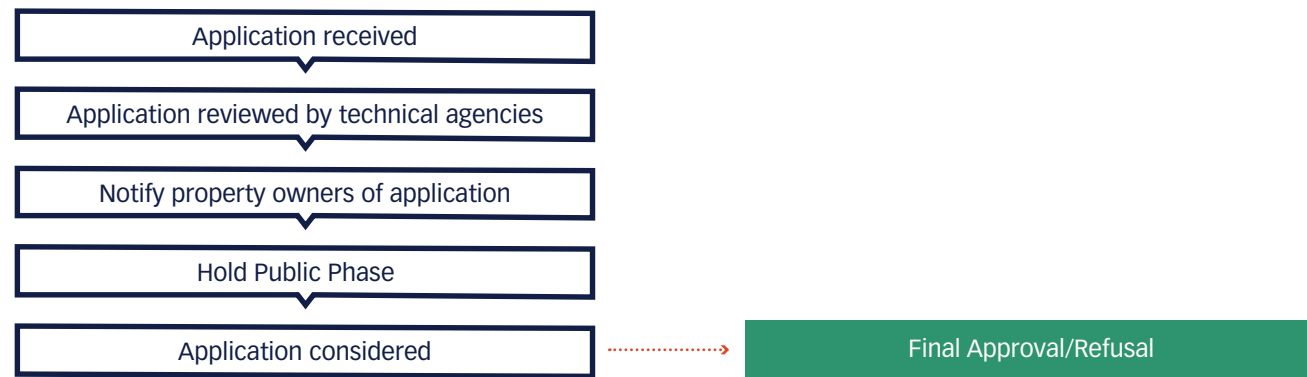 Application received
Application reviewed by technical agencies
Notify property owners of application
Hold Public Phase
Application considered
Final Approval/Refusal